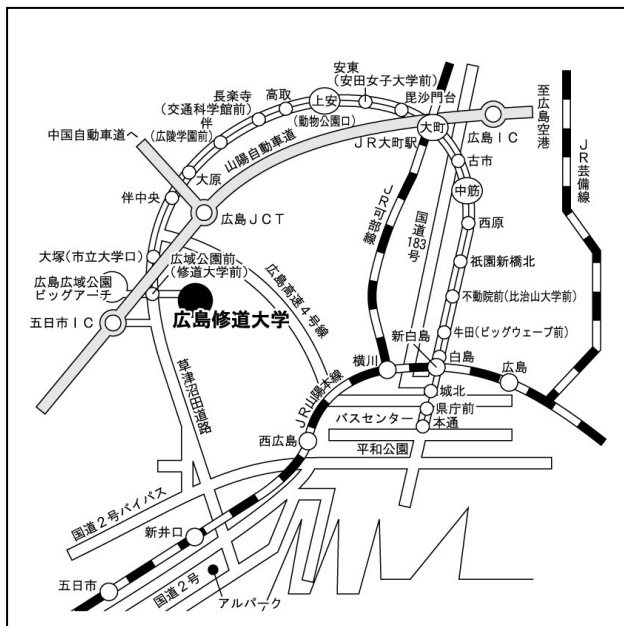 安東
(安田女子大学前)
毘沙門台
長楽寺
(交通科学館前)
高取
上安
(動物公園口)
伴
(広陵学園前)
中国自動車道へ
山陽自動車道
大原
伴中央
大町
JR大町駅
広島IC
至広島空港
JR芸備線
古市
中筋
西原
国道183号
JR可部線
祇園新橋北
不動院前(比治山大学前)
牛田(ビッグウェーブ前)
新白島
白島
広島
横川
城北
県庁前
本通
バスセンター
平和公園
広島JCT
大塚(市立大学口)
広域公園前
(修道大学前)
広島広域公園
ビッグアーチ
広島修道大学
五日市IC
広島高速4号線
草津沼田道路
JR山陽本線
西広島
国道2号バイパス
新井口
五日市
国道2号
アルパーク